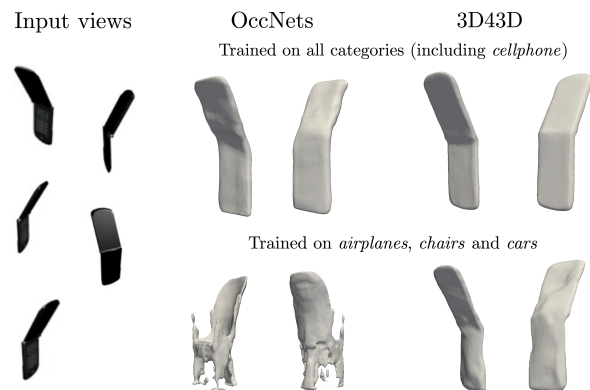 Input views
OccNets
3D43D
Trained on all categories (including cellphone)
Trained on airplanes, chairs and cars